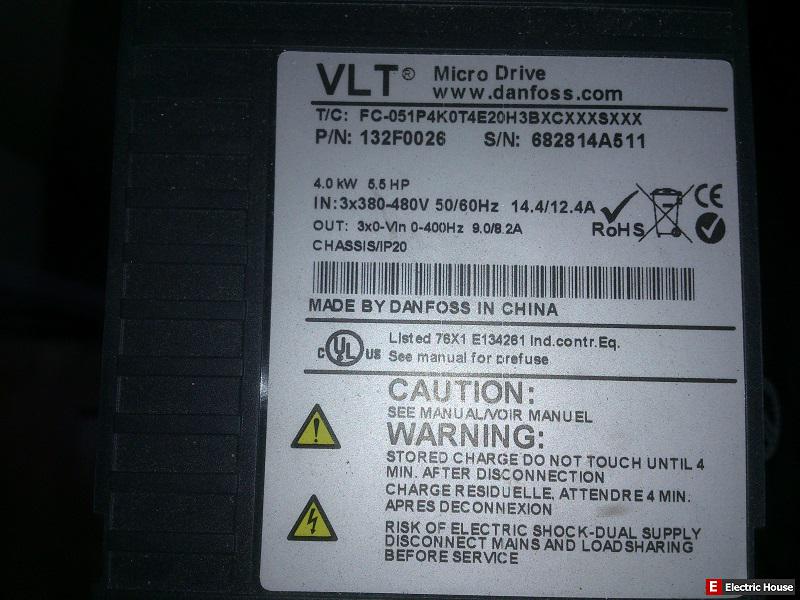 VLT® Micro Drive
www.danfoss.com
T/C: FC-051P4K0T4E20H3BXCXXXSXXX
P/N: 132F0026 S/N: 682814A511
4.0 kW 5.5 HP
IN:3x380-480V 50/60Hz 14.4/12.4A
OUT: 3x0-Vin 0-400Hz 9.0/8.2A
CHASSIS/IP20
RoHS
CE
MADE BY DANFOSS IN CHINA
c UL US
Listed 76X1 E134261 Ind.contr.Eq.
See manual for prefuse
CAUTION:
SEE MANUAL/VOIR MANUEL
WARNING:
STORED CHARGE DO NOT TOUCH UNTIL 4
MIN. AFTER DISCONNECTION
CHARGE RESIDUELLE, ATTENDRE 4 MIN.
APRES DECONNEXION
RISK OF ELECTRIC SHOCK-DUAL SUPPLY
DISCONNECT MAINS AND LOADSHARING
BEFORE SERVICE
E Electric House